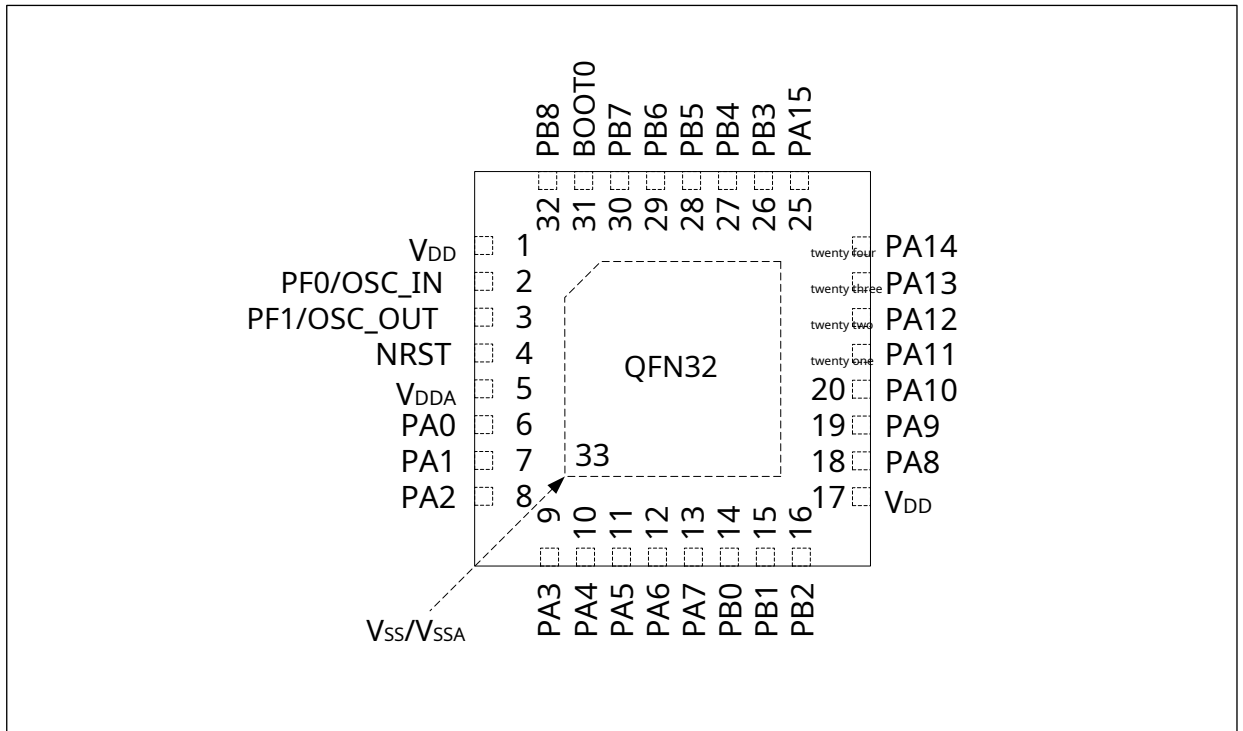 PB8
BOOT0
PB7
PB6
PB5
PB4
PB3
PA15
32
31
30
29
28
27
26
25
VDD 1
PF0/OSC_IN 2
PF1/OSC_OUT 3
NRST 4
VDDA 5
PA0 6
PA1 7
PA2 8
twenty four PA14
twenty three PA13
twenty two PA12
twenty one PA11
20 PA10
19 PA9
18 PA8
17 VDD
QFN32
33
9
10
11
12
13
14
15
16
PA3
PA4
PA5
PA6
PA7
PB0
PB1
PB2
VSS/VSSA